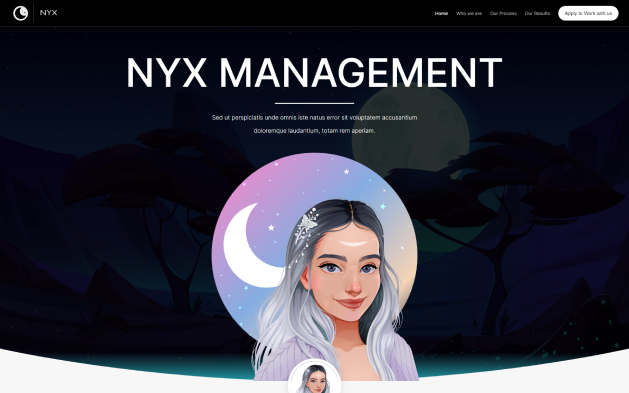 NYX
Home Who we are Our Process Our Results Apply to Work with us
NYX MANAGEMENT
Sed ut perspiciatis unde omnis iste natus error sit voluptatem accusantium
doloremque laudantium, totam rem aperiam.